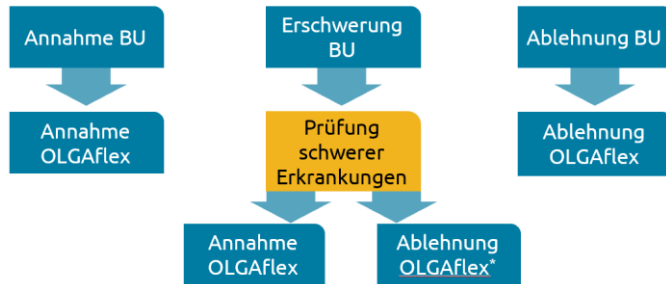 Annahme BU
Erschwerung
BU
Ablehnung BU
Annahme
OLGAflex
Prüfung
schwerer
Erkrankungen
Ablehnung
OLGAflex
Annahme
OLGAflex
Ablehnung
OLGAflex*